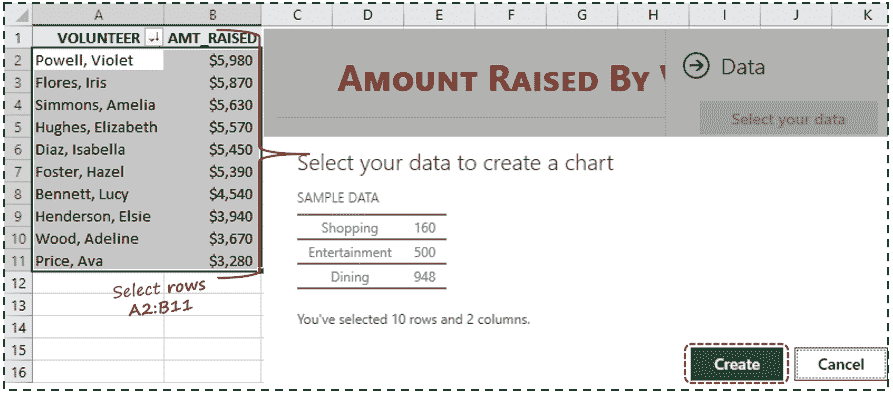 A B C D E F G H I J K
1 VOLUNTEER AMT_RAISED
2 Powell, Violet $5,980
3 Flores, Iris $5,870
4 Simmons, Amelia $5,630
5 Hughes, Elizabeth $5,570
6 Diaz, Isabella $5,450
7 Foster, Hazel $5,390
8 Bennett, Lucy $4,540
9 Henderson, Elsie $3,940
10 Wood, Adeline $3,670
11 Price, Ava $3,280
12
13
14
15
16
Select rows
A2:B11
AMOUNT RAISED BY
Data
Select your data
Select your data to create a chart
SAMPLE DATA
Shopping 160
Entertainment 500
Dining 948
You've selected 10 rows and 2 columns.
Create Cancel